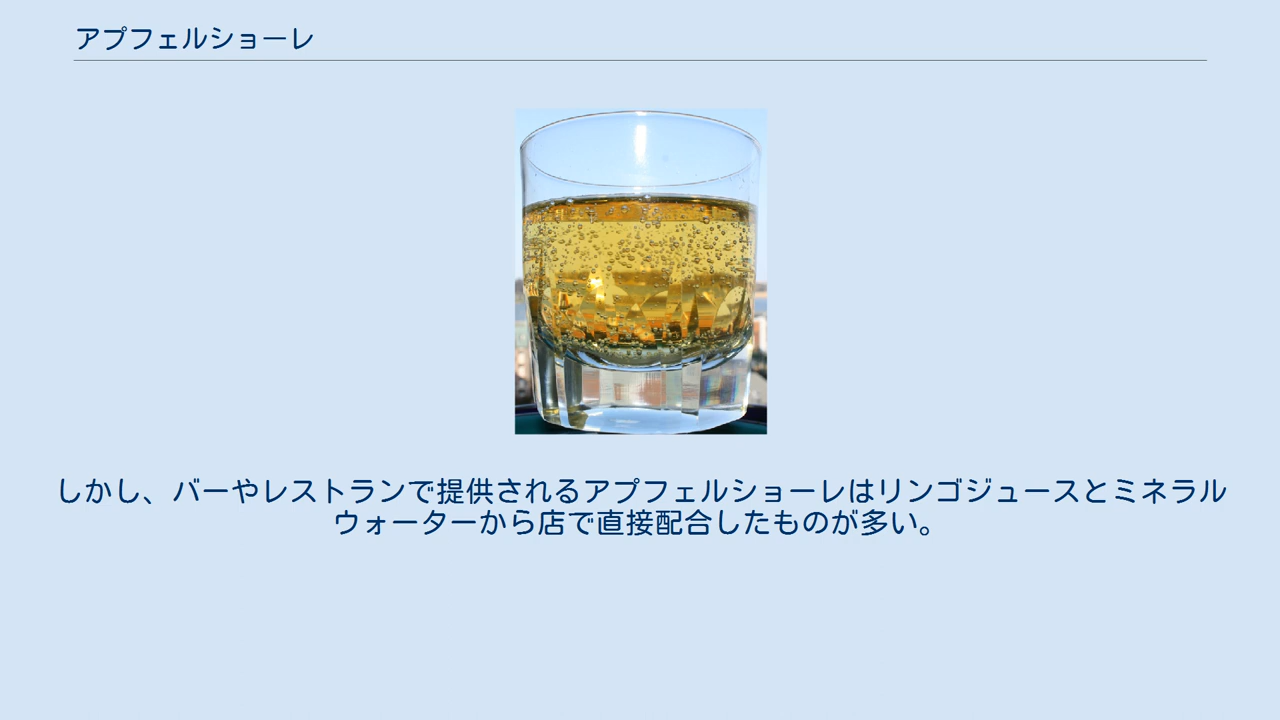 アプフェルショーレ
しかし、バーやレストランで提供されるアプフェルショーレはリンゴジュースとミネラル
ウォーターから店で直接配合したものが多い。